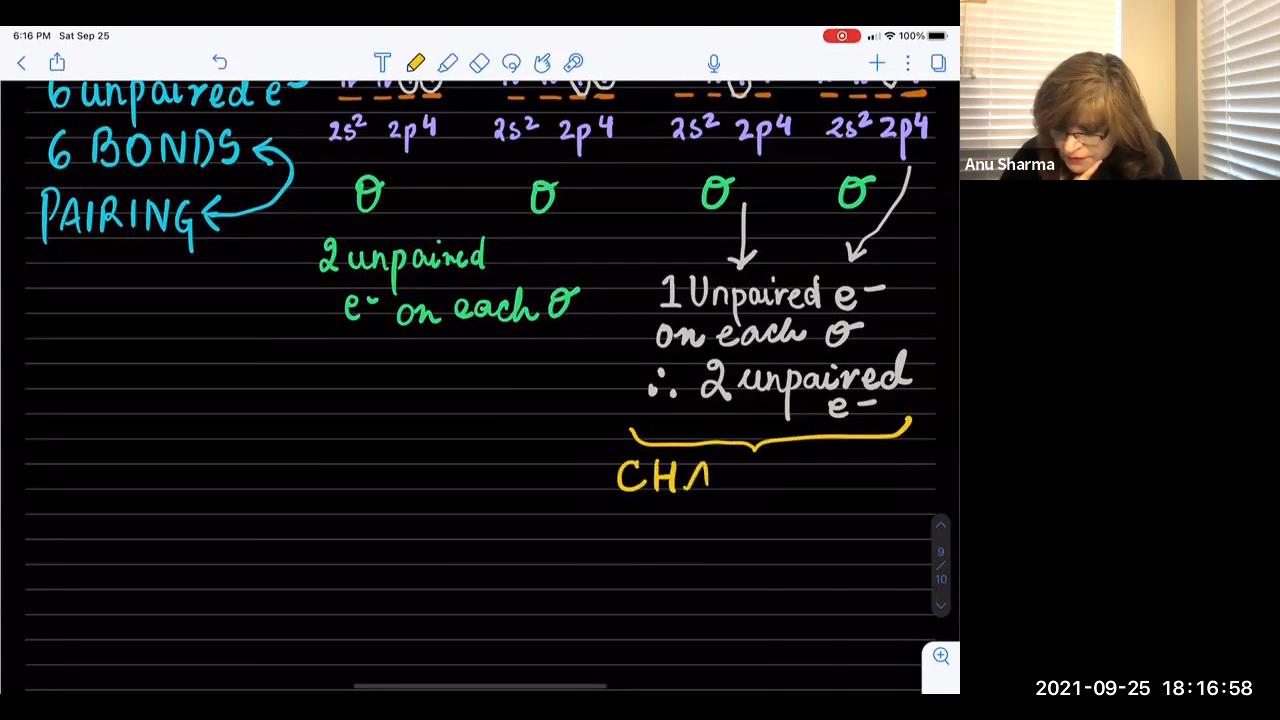 6:16 PM Sat Sep 25
100%
T
6 unpaired e-
6 BONDS
PAIRING
2s² 2p⁴ 2s² 2p⁴ 2s² 2p⁴ 2s² 2p⁴
O O O O
2 unpaired
e- on each O
1 Unpaired e-
on each O
∴ 2 unpaired
e-
CHA
9
/
10
Anu Sharma
2021-09-25 18:16:58